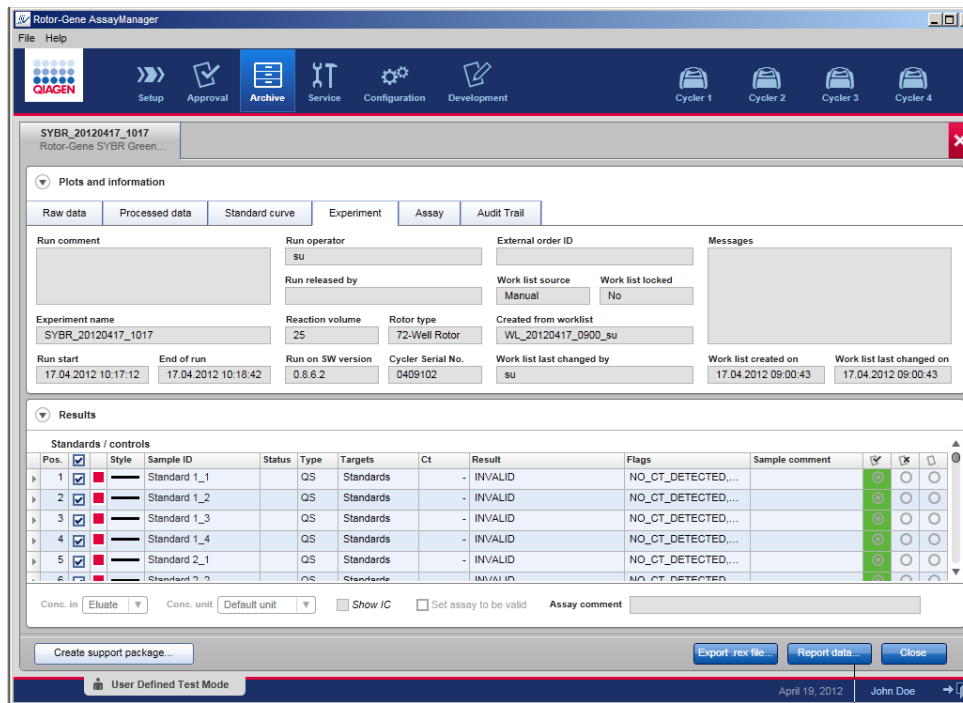 Rotor-Gene AssayManager
File Help
QIAGEN
Setup Approval Archive Service Configuration Development Cycler 1 Cycler 2 Cycler 3 Cycler 4
SYBR_20120417_1017
Rotor-Gene SYBR Green...
Plots and information
Raw data Processed data Standard curve Experiment Assay Audit Trail
Run comment Run operator External order ID Messages
su
Run released by Work list source Work list locked
Manual No
Experiment name Reaction volume Rotor type Created from worklist
SYBR_20120417_1017 25 72-Well Rotor WL_20120417_0900_su
Run start End of run Run on SW version Cycler Serial No. Work list last changed by Work list created on Work list last changed on
17.04.2012 10:17:12 17.04.2012 10:18:42 0.8.6.2 0409102 su 17.04.2012 09:00:43 17.04.2012 09:00:43
Results
Standards / controls
Pos. Style Sample ID Status Type Targets Ct Result Flags Sample comment
1 Standard 1_1 QS Standards - INVALID NO_CT_DETECTED,...
2 Standard 1_2 QS Standards - INVALID NO_CT_DETECTED,...
3 Standard 1_3 QS Standards - INVALID NO_CT_DETECTED,...
4 Standard 1_4 QS Standards - INVALID NO_CT_DETECTED,...
5 Standard 2_1 QS Standards - INVALID NO_CT_DETECTED,...
6 Standard 2_2 QS Standards - INVALID NO_CT_DETECTED
Conc. in Eluate Conc. unit Default unit Show IC Set assay to be valid Assay comment
Create support package... Export .rex file... Report data... Close
User Defined Test Mode April 19, 2012 John Doe